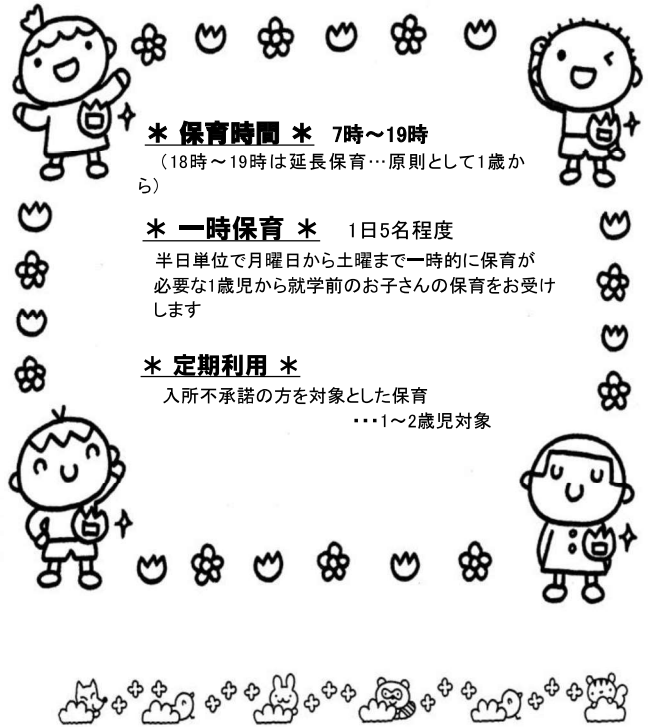 ＊ 保育時間 ＊　7時～19時
（18時～19時は延長保育…原則として1歳か
ら）
＊ 一時保育 ＊　1日5名程度
半日単位で月曜日から土曜まで一時的に保育が
必要な1歳児から就学前のお子さんの保育をお受け
します
＊ 定期利用 ＊
入所不承諾の方を対象とした保育
・・・1～2歳児対象